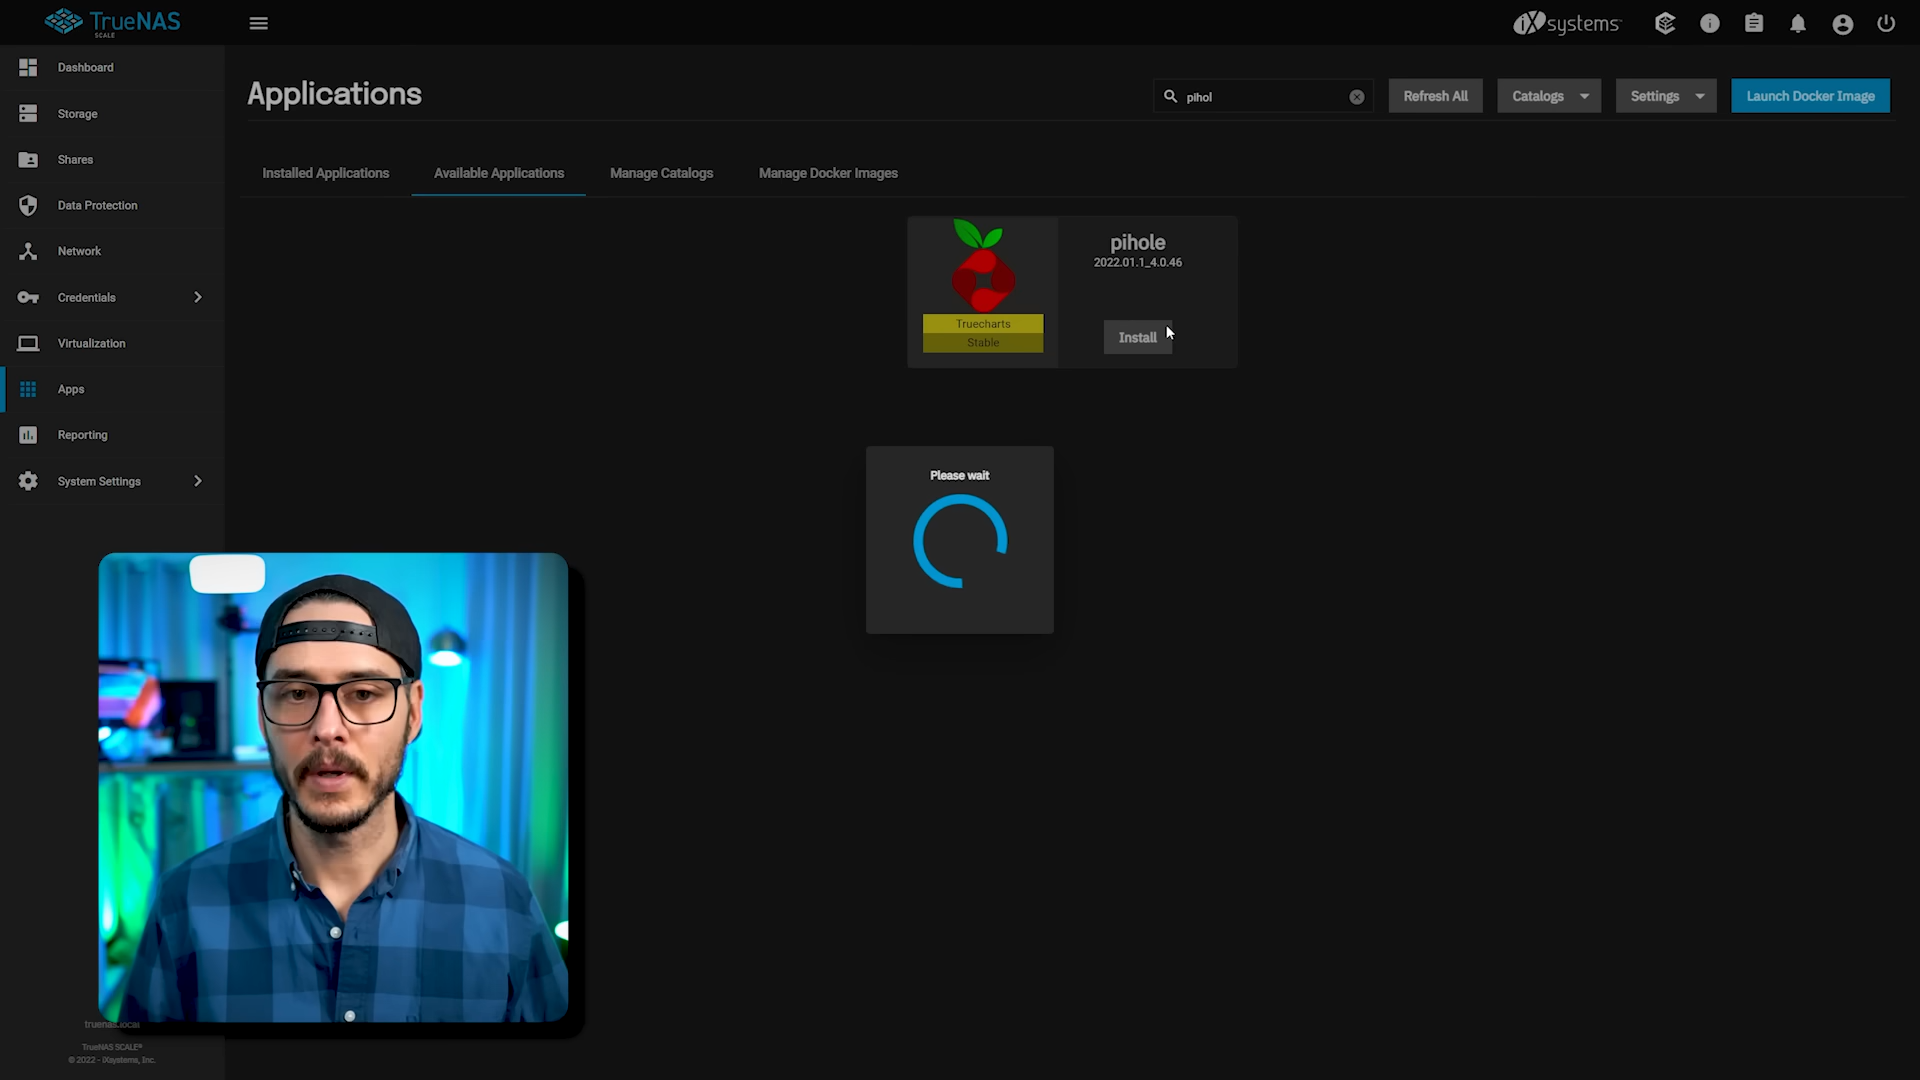 TrueNAS
SCALE
iXsystems
Dashboard
Storage
Shares
Data Protection
Network
Credentials
Virtualization
Apps
Reporting
System Settings
Applications
pihol
Refresh All
Catalogs
Settings
Launch Docker Image
Installed Applications
Available Applications
Manage Catalogs
Manage Docker Images
Truecharts
Stable
pihole
2022.01.1_4.0.46
Install
Please wait
truenas.local
TrueNAS SCALE®
© 2022 - iXsystems, Inc.